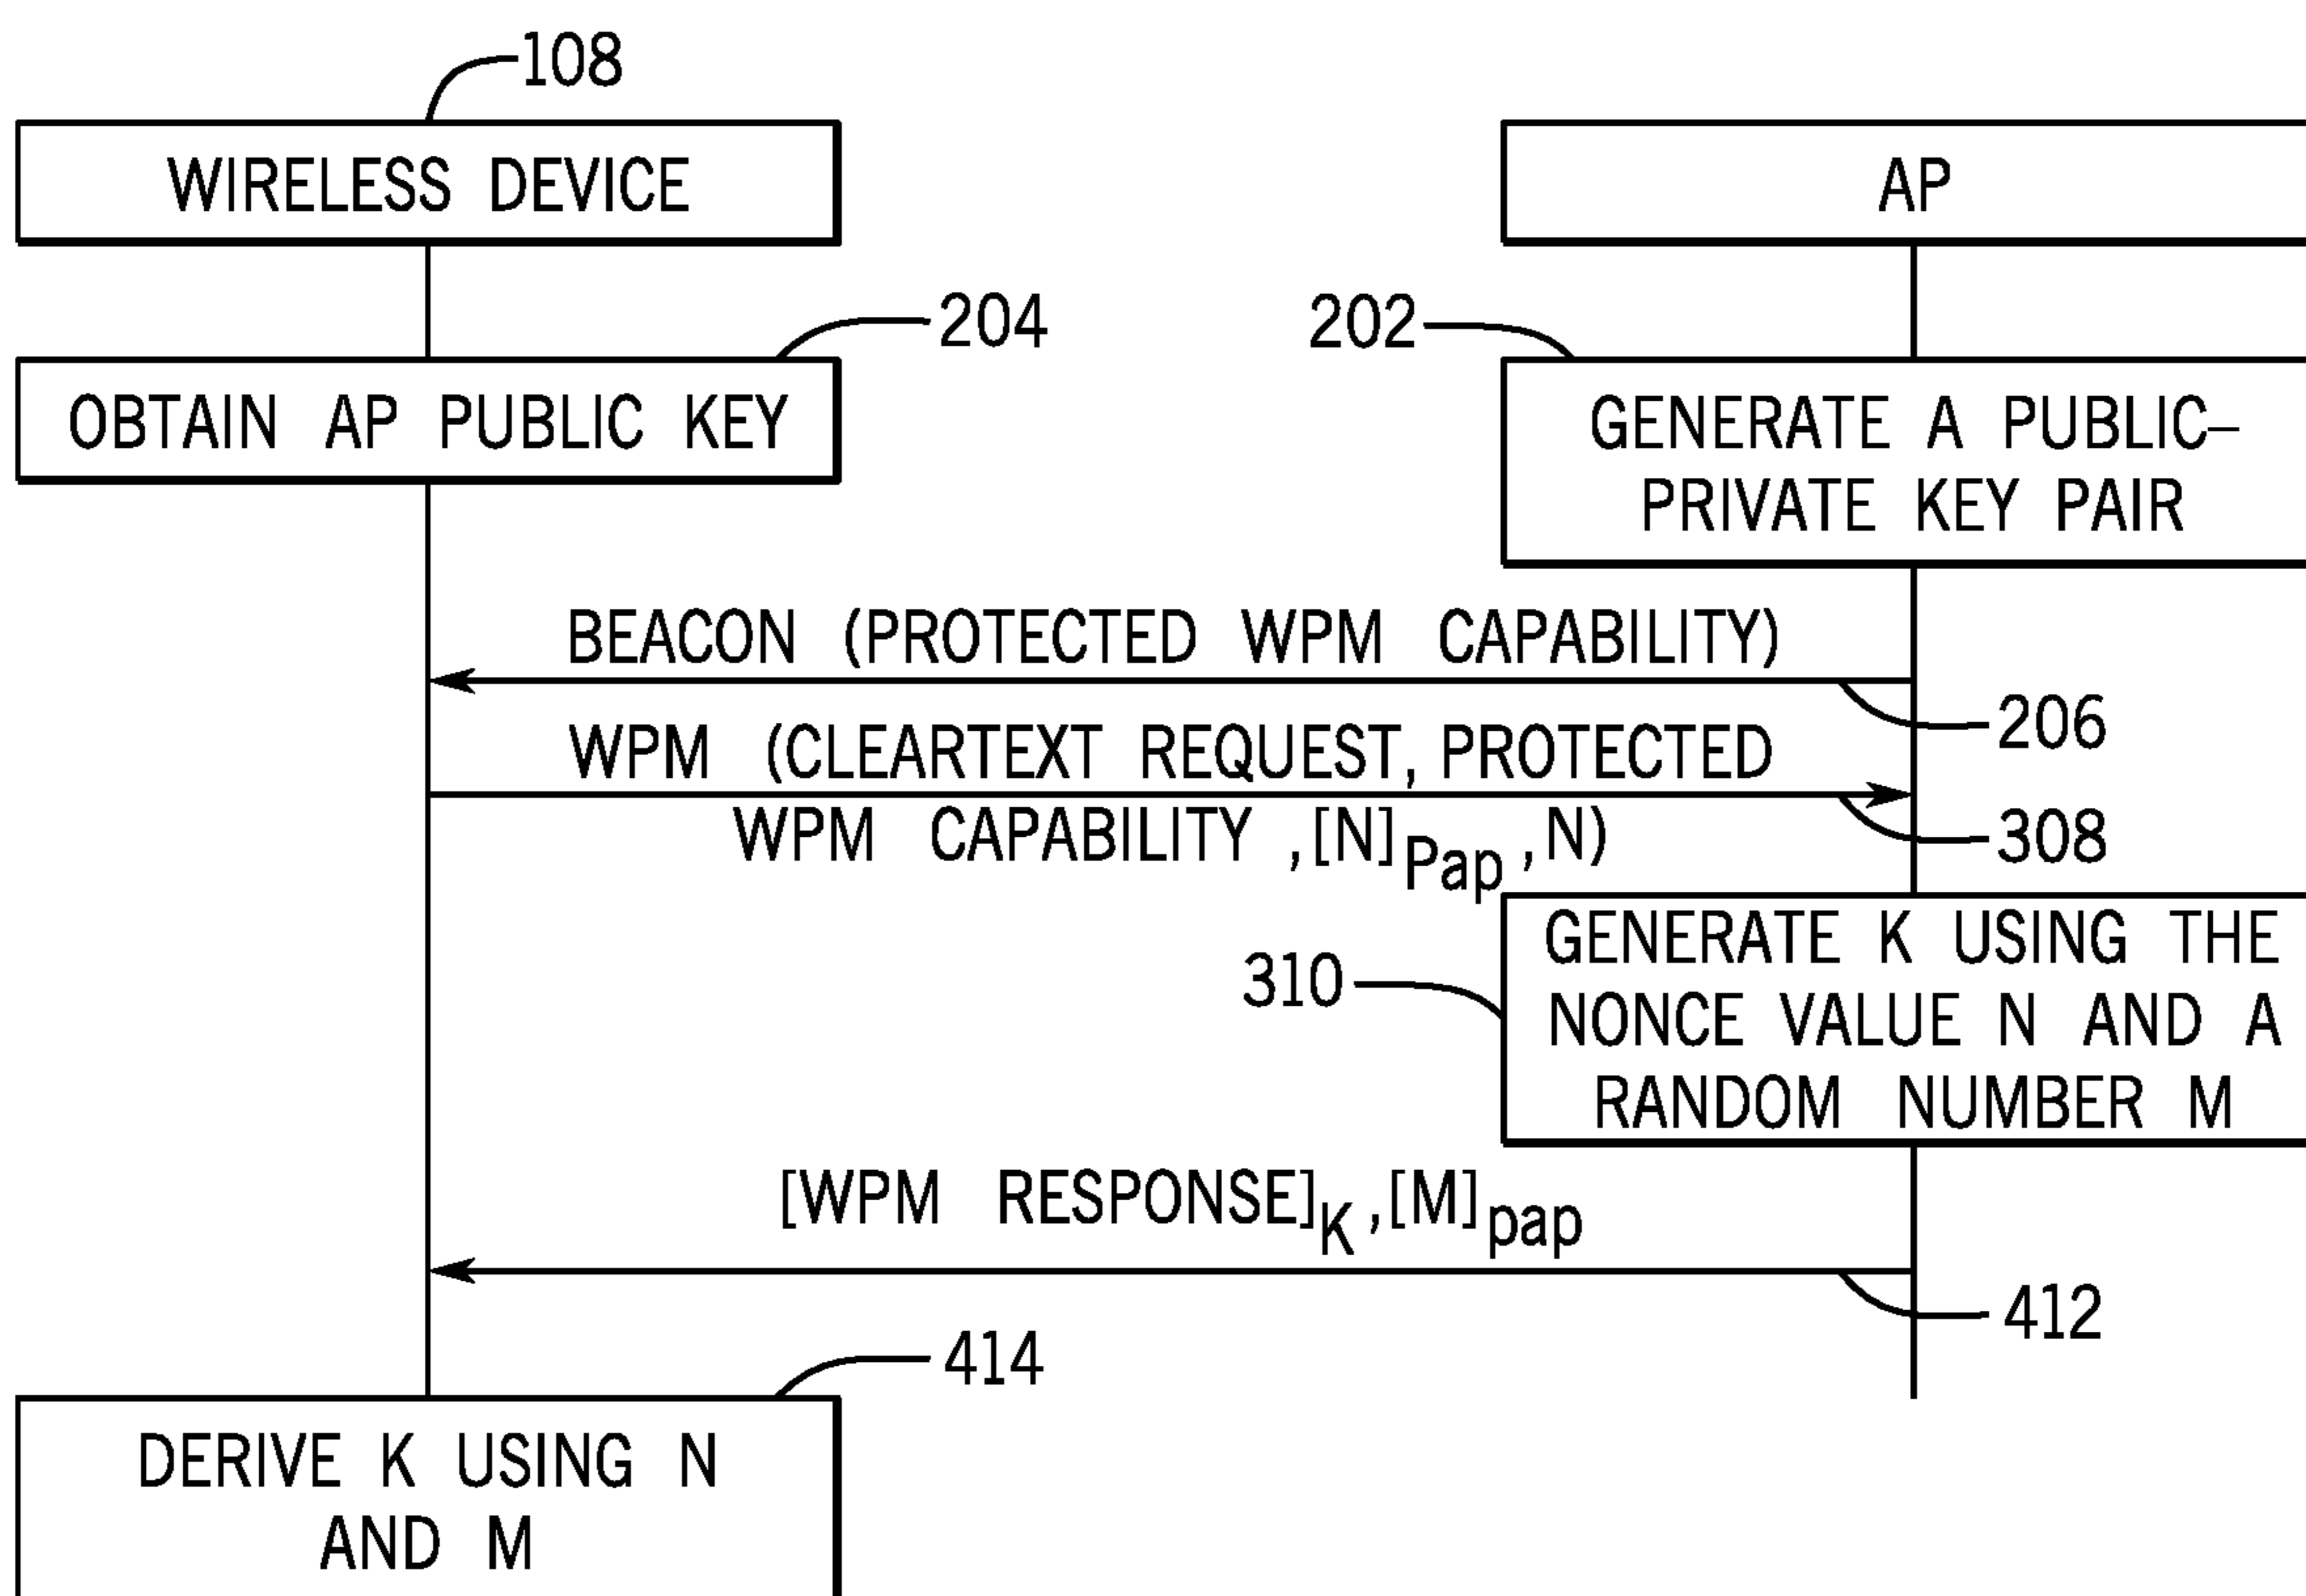 108
WIRELESS DEVICE
AP
204
202
OBTAIN AP PUBLIC KEY
GENERATE A PUBLIC–
PRIVATE KEY PAIR
BEACON (PROTECTED WPM CAPABILITY)
206
WPM (CLEARTEXT REQUEST, PROTECTED
WPM CAPABILITY ,[N]Pap ,N)
308
310
GENERATE K USING THE
NONCE VALUE N AND A
RANDOM NUMBER M
[WPM RESPONSE]K ,[M]pap
412
414
DERIVE K USING N
AND M